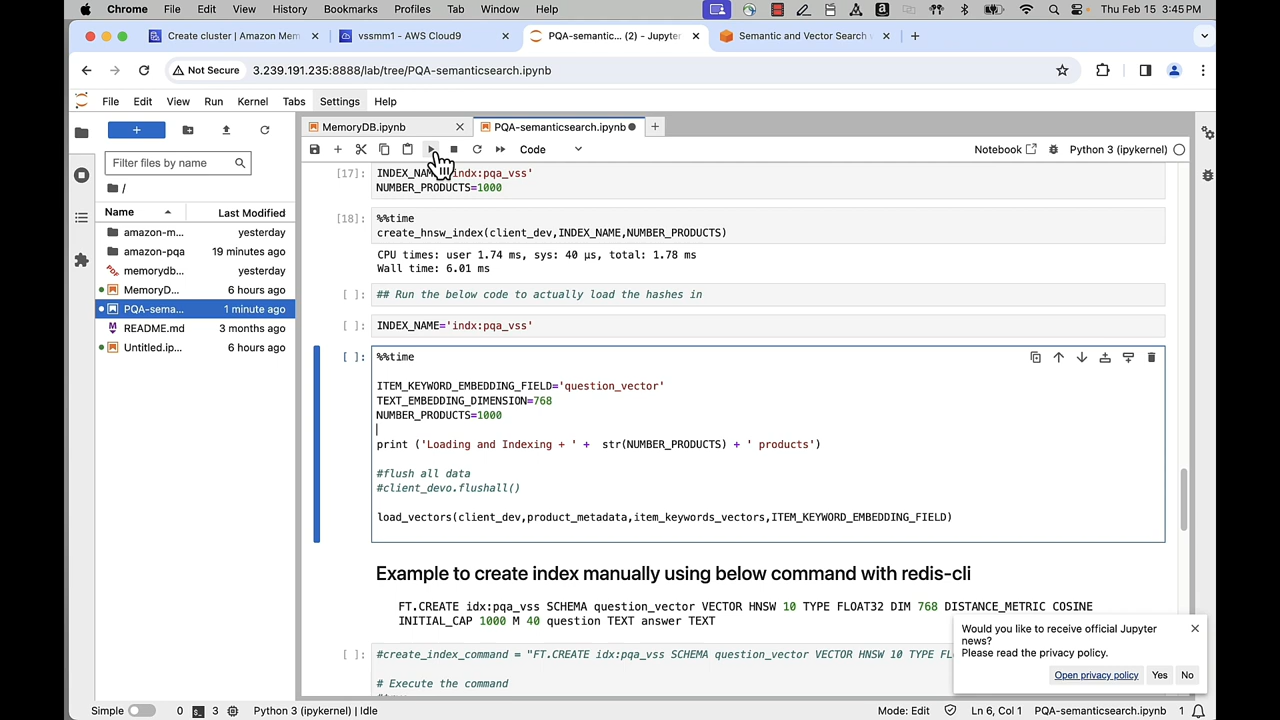 Chrome File Edit View History Bookmarks Profiles Tab Window Help Thu Feb 15 3:45 PM
Create cluster | Amazon Mem
vssmm1 - AWS Cloud9
PQA-semantic... (2) - Jupyter
Semantic and Vector Search v
Not Secure 3.239.191.235:8888/lab/tree/PQA-semanticsearch.ipynb
File Edit View Run Kernel Tabs Settings Help
MemoryDB.ipynb
PQA-semanticsearch.ipynb
Code
Notebook
Python 3 (ipykernel)
Filter files by name
/
Name Last Modified
amazon-m... yesterday
amazon-pqa 19 minutes ago
memorydb... yesterday
MemoryD... 6 hours ago
PQA-sema... 1 minute ago
README.md 3 months ago
Untitled.ip... 6 hours ago
[17]: INDEX_NAME='indx:pqa_vss'
NUMBER_PRODUCTS=1000
[18]: %%time
create_hnsw_index(client_dev,INDEX_NAME,NUMBER_PRODUCTS)
CPU times: user 1.74 ms, sys: 40 µs, total: 1.78 ms
Wall time: 6.01 ms
[ ]: ## Run the below code to actually load the hashes in
[ ]: INDEX_NAME='indx:pqa_vss'
[ ]: %%time
ITEM_KEYWORD_EMBEDDING_FIELD='question_vector'
TEXT_EMBEDDING_DIMENSION=768
NUMBER_PRODUCTS=1000
print ('Loading and Indexing + ' + str(NUMBER_PRODUCTS) + ' products')
#flush all data
#client_devo.flushall()
load_vectors(client_dev,product_metadata,item_keywords_vectors,ITEM_KEYWORD_EMBEDDING_FIELD)
Example to create index manually using below command with redis-cli
FT.CREATE idx:pqa_vss SCHEMA question_vector VECTOR HNSW 10 TYPE FLOAT32 DIM 768 DISTANCE_METRIC COSINE
INITIAL_CAP 1000 M 40 question TEXT answer TEXT
[ ]: #create_index_command = "FT.CREATE idx:pqa_vss SCHEMA question_vector VECTOR HNSW 10 TYPE FL
# Execute the command
Would you like to receive official Jupyter
news?
Please read the privacy policy.
Open privacy policy Yes No
Simple 0 3 Python 3 (ipykernel) | Idle Mode: Edit Ln 6, Col 1 PQA-semanticsearch.ipynb 1